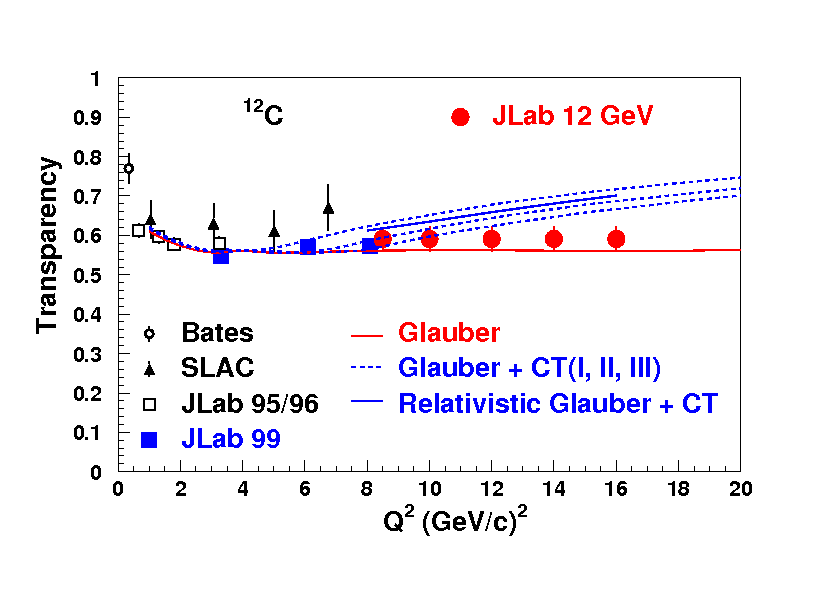 1
0.9
0.8
0.7
0.6
0.5
0.4
0.3
0.2
0.1
0
Transparency
12C
JLab 12 GeV
Bates
SLAC
JLab 95/96
JLab 99
Glauber
Glauber + CT(I, II, III)
Relativistic Glauber + CT
0 2 4 6 8 10 12 14 16 18 20
Q2 (GeV/c)2